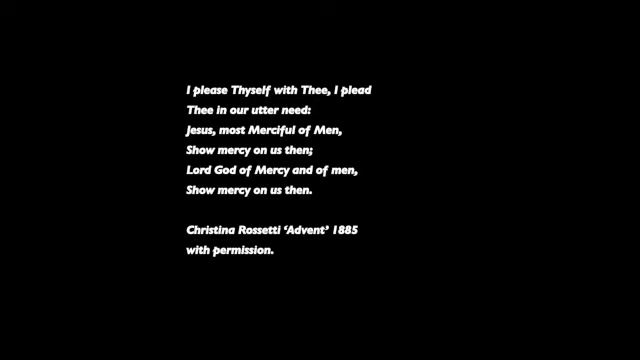 I please Thyself with Thee, I plead
Thee in our utter need:
Jesus, most Merciful of Men,
Show mercy on us then;
Lord God of Mercy and of men,
Show mercy on us then.
Christina Rossetti ‘Advent’ 1885
with permission.